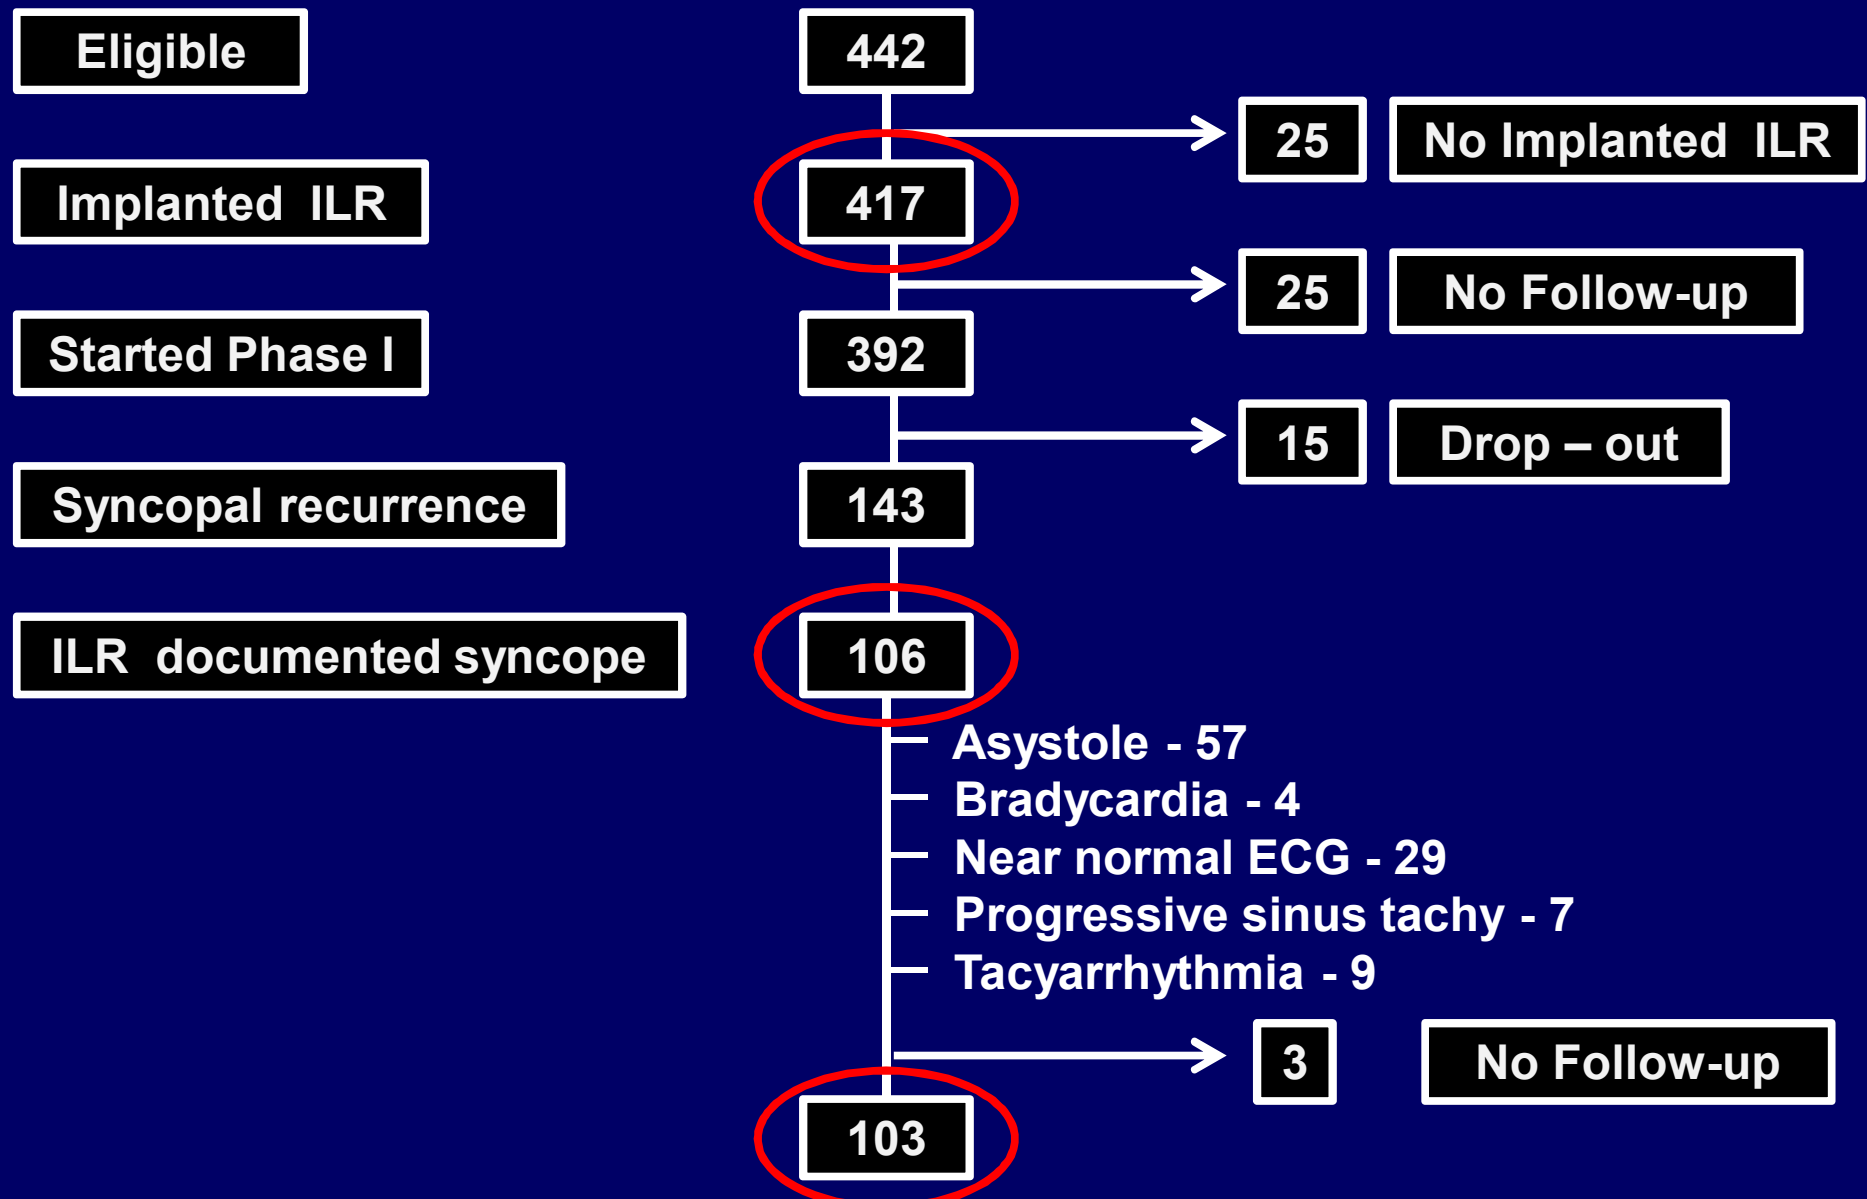 Eligible
442
25
No Implanted ILR
Implanted ILR
417
25
No Follow-up
Started Phase I
392
15
Drop – out
Syncopal recurrence
143
ILR documented syncope
106
Asystole - 57
Bradycardia - 4
Near normal ECG - 29
Progressive sinus tachy - 7
Tacyarrhythmia - 9
3
No Follow-up
103